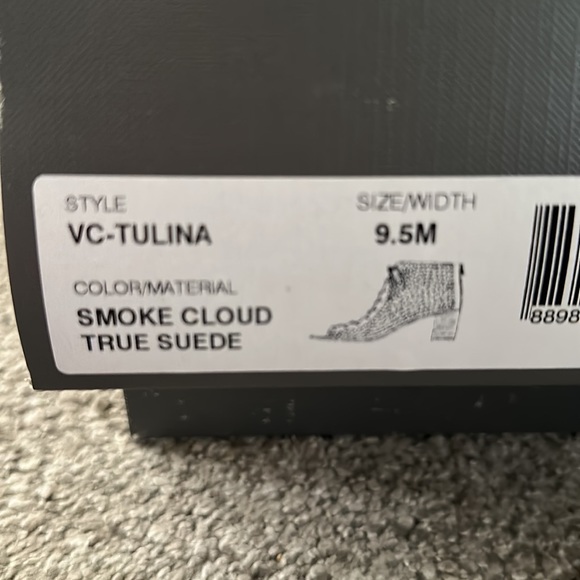 STYLE
VC-TULINA
SIZE/WIDTH
9.5M
COLOR/MATERIAL
SMOKE CLOUD
TRUE SUEDE
8898